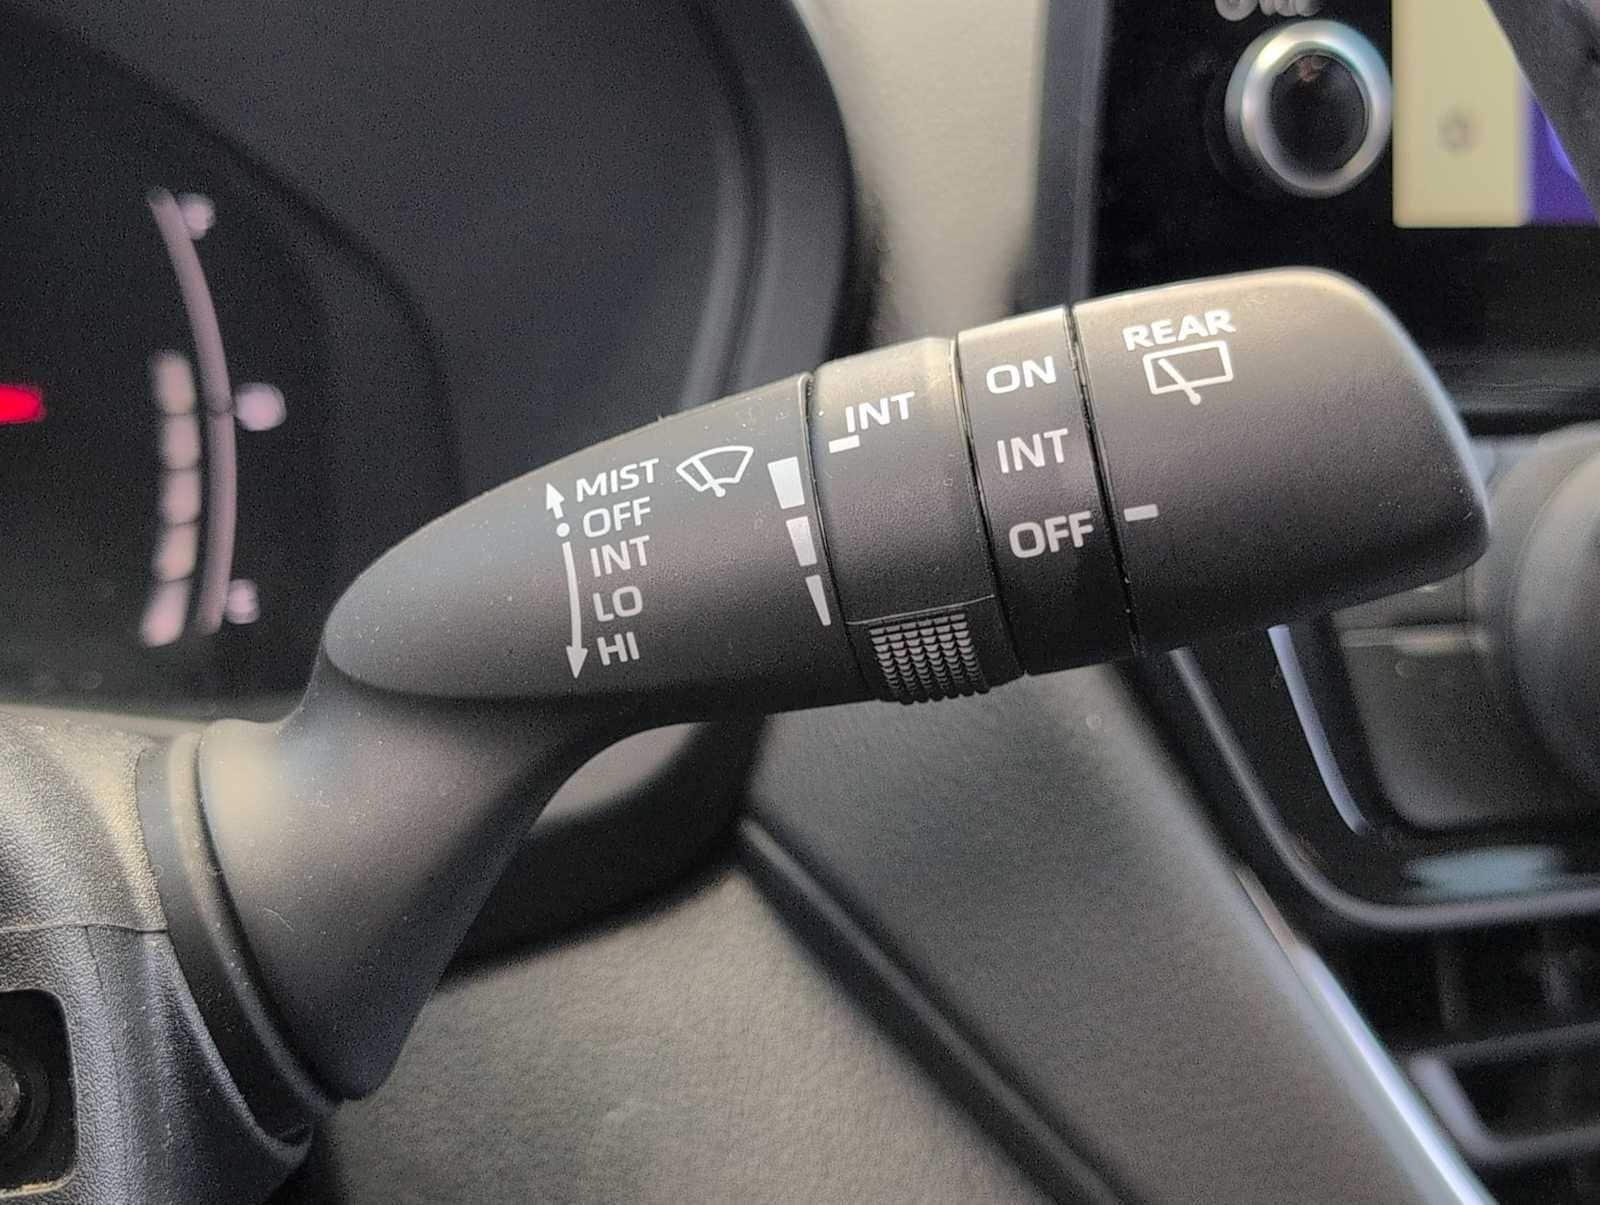 MIST
OFF
INT
LO
HI
INT
ON
INT
OFF
REAR